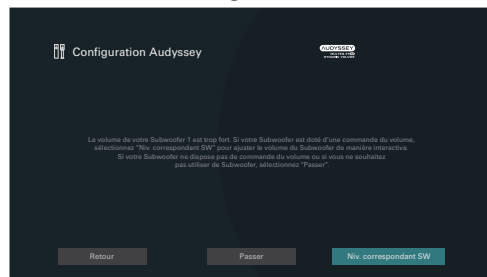 Configuration Audyssey
AUDYSSEY
DYNAMIC VOLUME
Le volume de votre Subwoofer 1 est trop fort. Si votre Subwoofer est doté d'une commande du volume,
sélectionnez "Niv. correspondant SW" pour ajuster le volume du Subwoofer de manière interactive.
Si votre Subwoofer ne dispose pas de commande du volume ou si vous ne souhaitez
pas utiliser de Subwoofer, sélectionnez "Passer".
Retour
Passer
Niv. correspondant SW